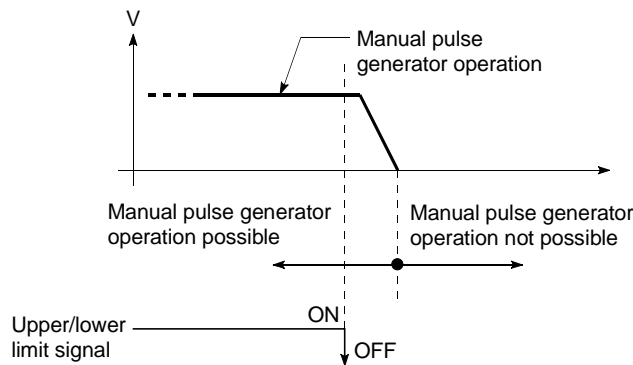 V
Manual pulse
generator operation
Manual pulse generator
operation possible
Manual pulse generator
operation not possible
Upper/lower
limit signal
ON
OFF